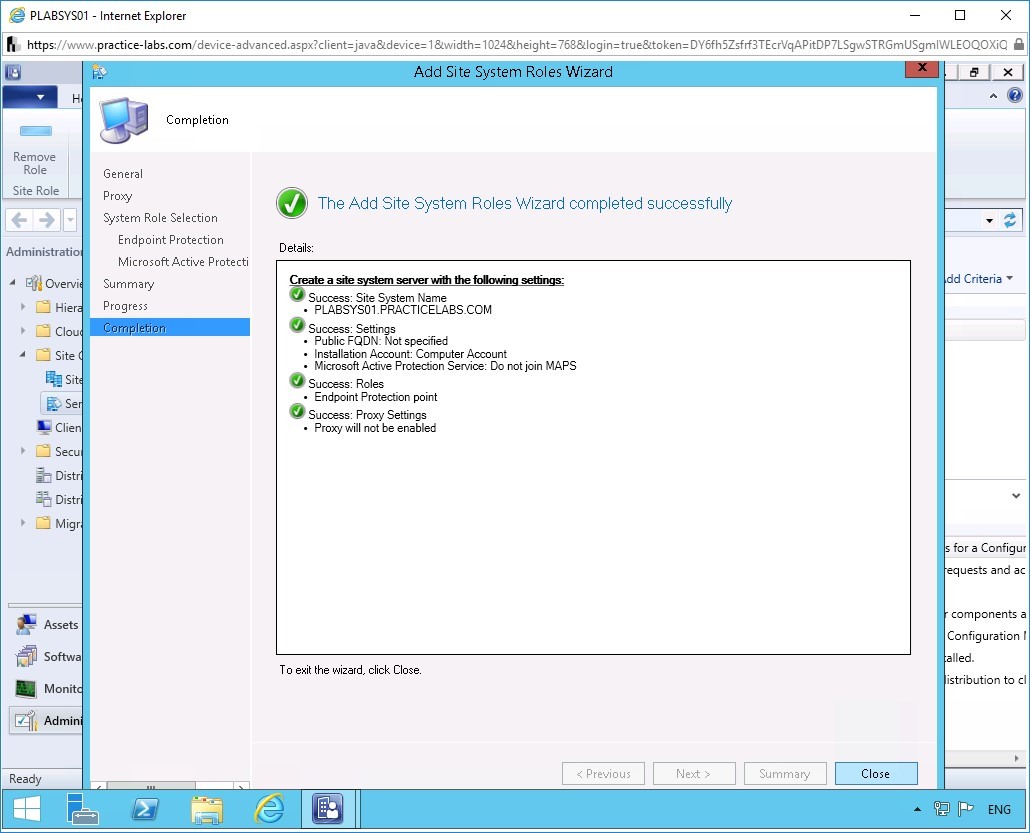 PLABSYS01 - Internet Explorer
https://www.practice-labs.com/device-advanced.aspx?client=java&device=1&width=1024&height=768&login=true&token=DY6fh5Zsfrf3TEcrVqAPitDP7LSgwSTRGmUSgmlWLEOQOXiQ
Add Site System Roles Wizard
Completion
Remove
Role
Site Role
Administration
Overvie
Hiera
Clou
Site C
Site
Ser
Clien
Secu
Distri
Distri
Migra
Assets
Softwa
Monito
Admini
Ready
General
Proxy
System Role Selection
Endpoint Protection
Microsoft Active Protecti
Summary
Progress
Completion
The Add Site System Roles Wizard completed successfully
Details:
Create a site system server with the following settings:
Success: Site System Name
• PLABSYS01.PRACTICELABS.COM
Success: Settings
• Public FQDN: Not specified
• Installation Account: Computer Account
• Microsoft Active Protection Service: Do not join MAPS
Success: Roles
• Endpoint Protection point
Success: Proxy Settings
• Proxy will not be enabled
To exit the wizard, click Close.
< Previous
Next >
Summary
Close
dd Criteria
s for a Configur
requests and ac
r components a
Configuration M
talled.
distribution to cl
ENG